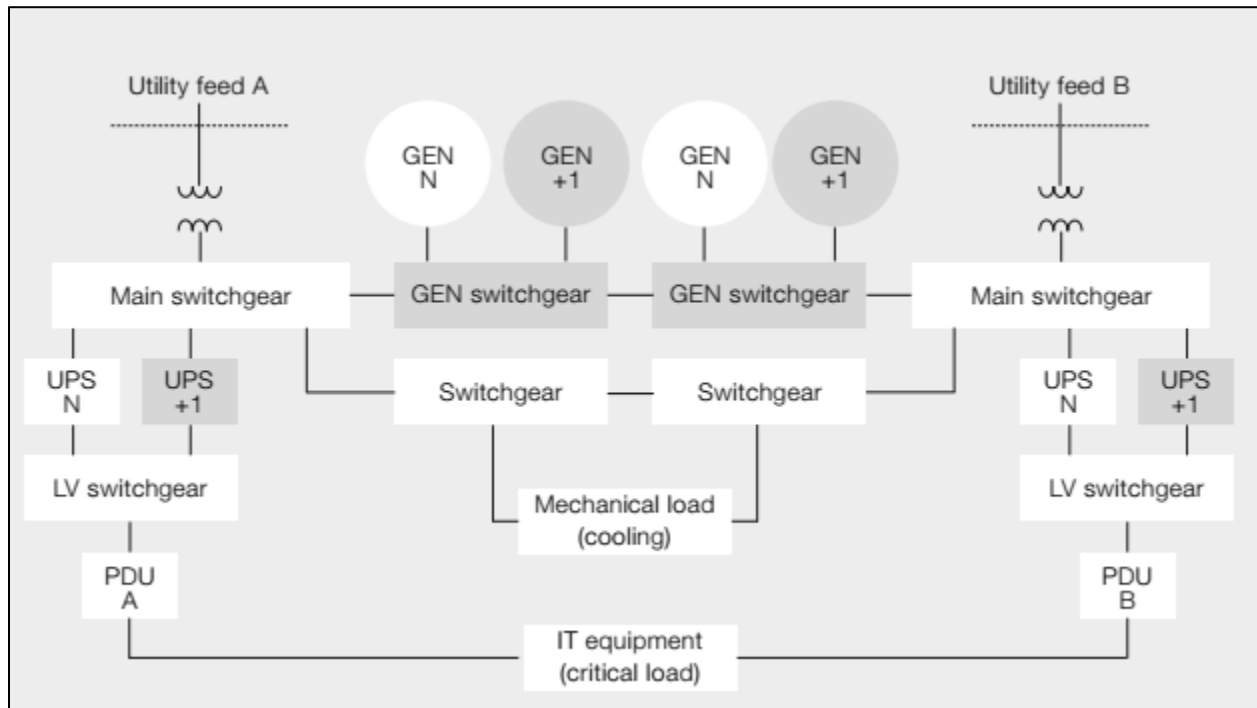 Utility feed A
Utility feed B
GEN
N
GEN
+1
GEN
N
GEN
+1
Main switchgear
GEN switchgear
GEN switchgear
Main switchgear
UPS
N
UPS
+1
Switchgear
Switchgear
UPS
N
UPS
+1
LV switchgear
LV switchgear
Mechanical load
(cooling)
PDU
A
PDU
B
IT equipment
(critical load)